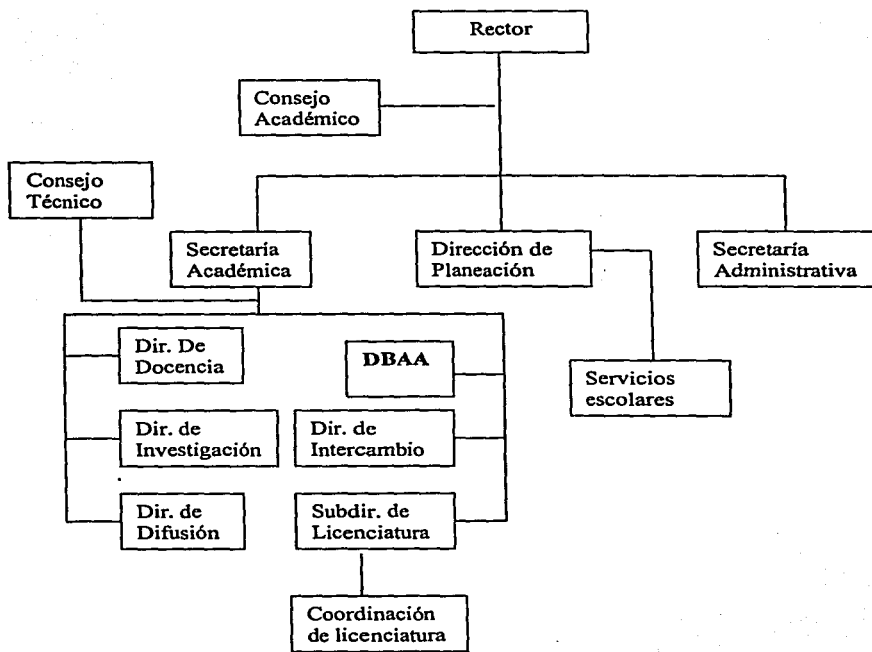 Rector
Consejo
Académico
Consejo
Técnico
Secretaría
Académica
Dirección de
Planeación
Secretaría
Administrativa
Dir. De
Docencia
DBAA
Servicios
escolares
Dir. de
Investigación
Dir. de
Intercambio
Dir. de
Difusión
Subdir. de
Licenciatura
Coordinación
de licenciatura